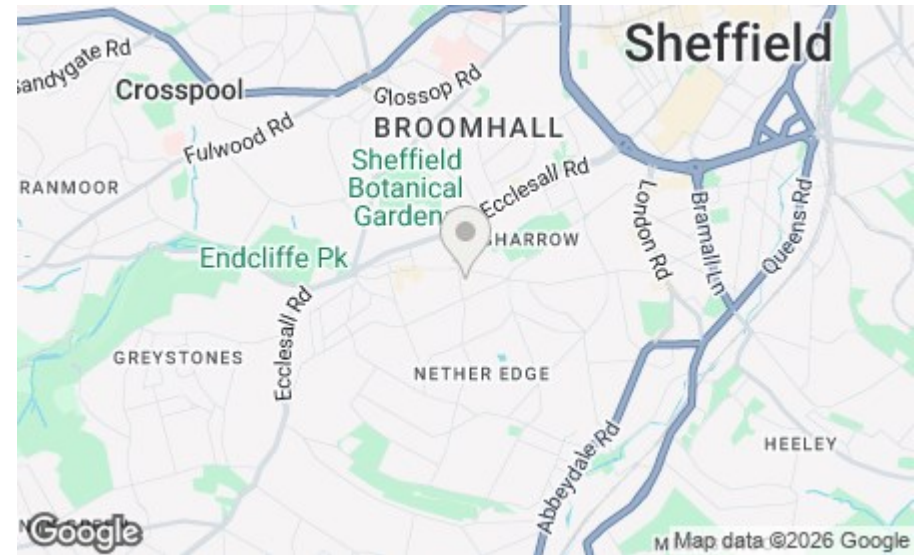 Sheffield
Sandygate Rd
Crosspool
Glossop Rd
BROOMHALL
Fulwood Rd
Sheffield
Botanical
Garden
Ecclesall Rd
RANMOOR
London Rd
Bramall Ln
Queens Rd
SHARROW
Endcliffe Pk
Ecclesall Rd
GREYSTONES
NETHER EDGE
Abbeydale Rd
HEELEY
Google
Map data ©2026 Google